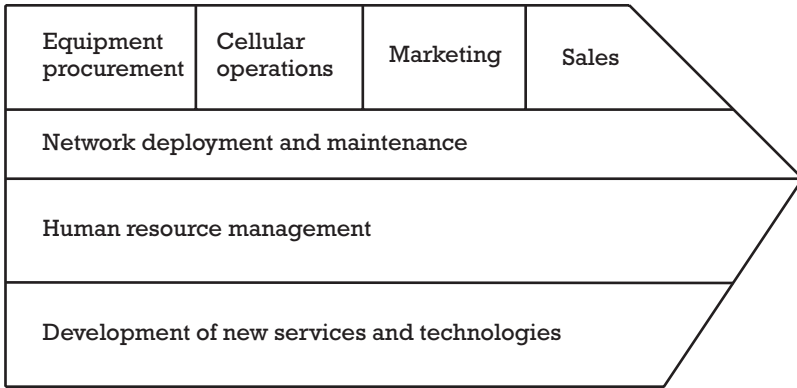 Equipment
procurement
Cellular
operations
Marketing
Sales
Network deployment and maintenance
Human resource management
Development of new services and technologies